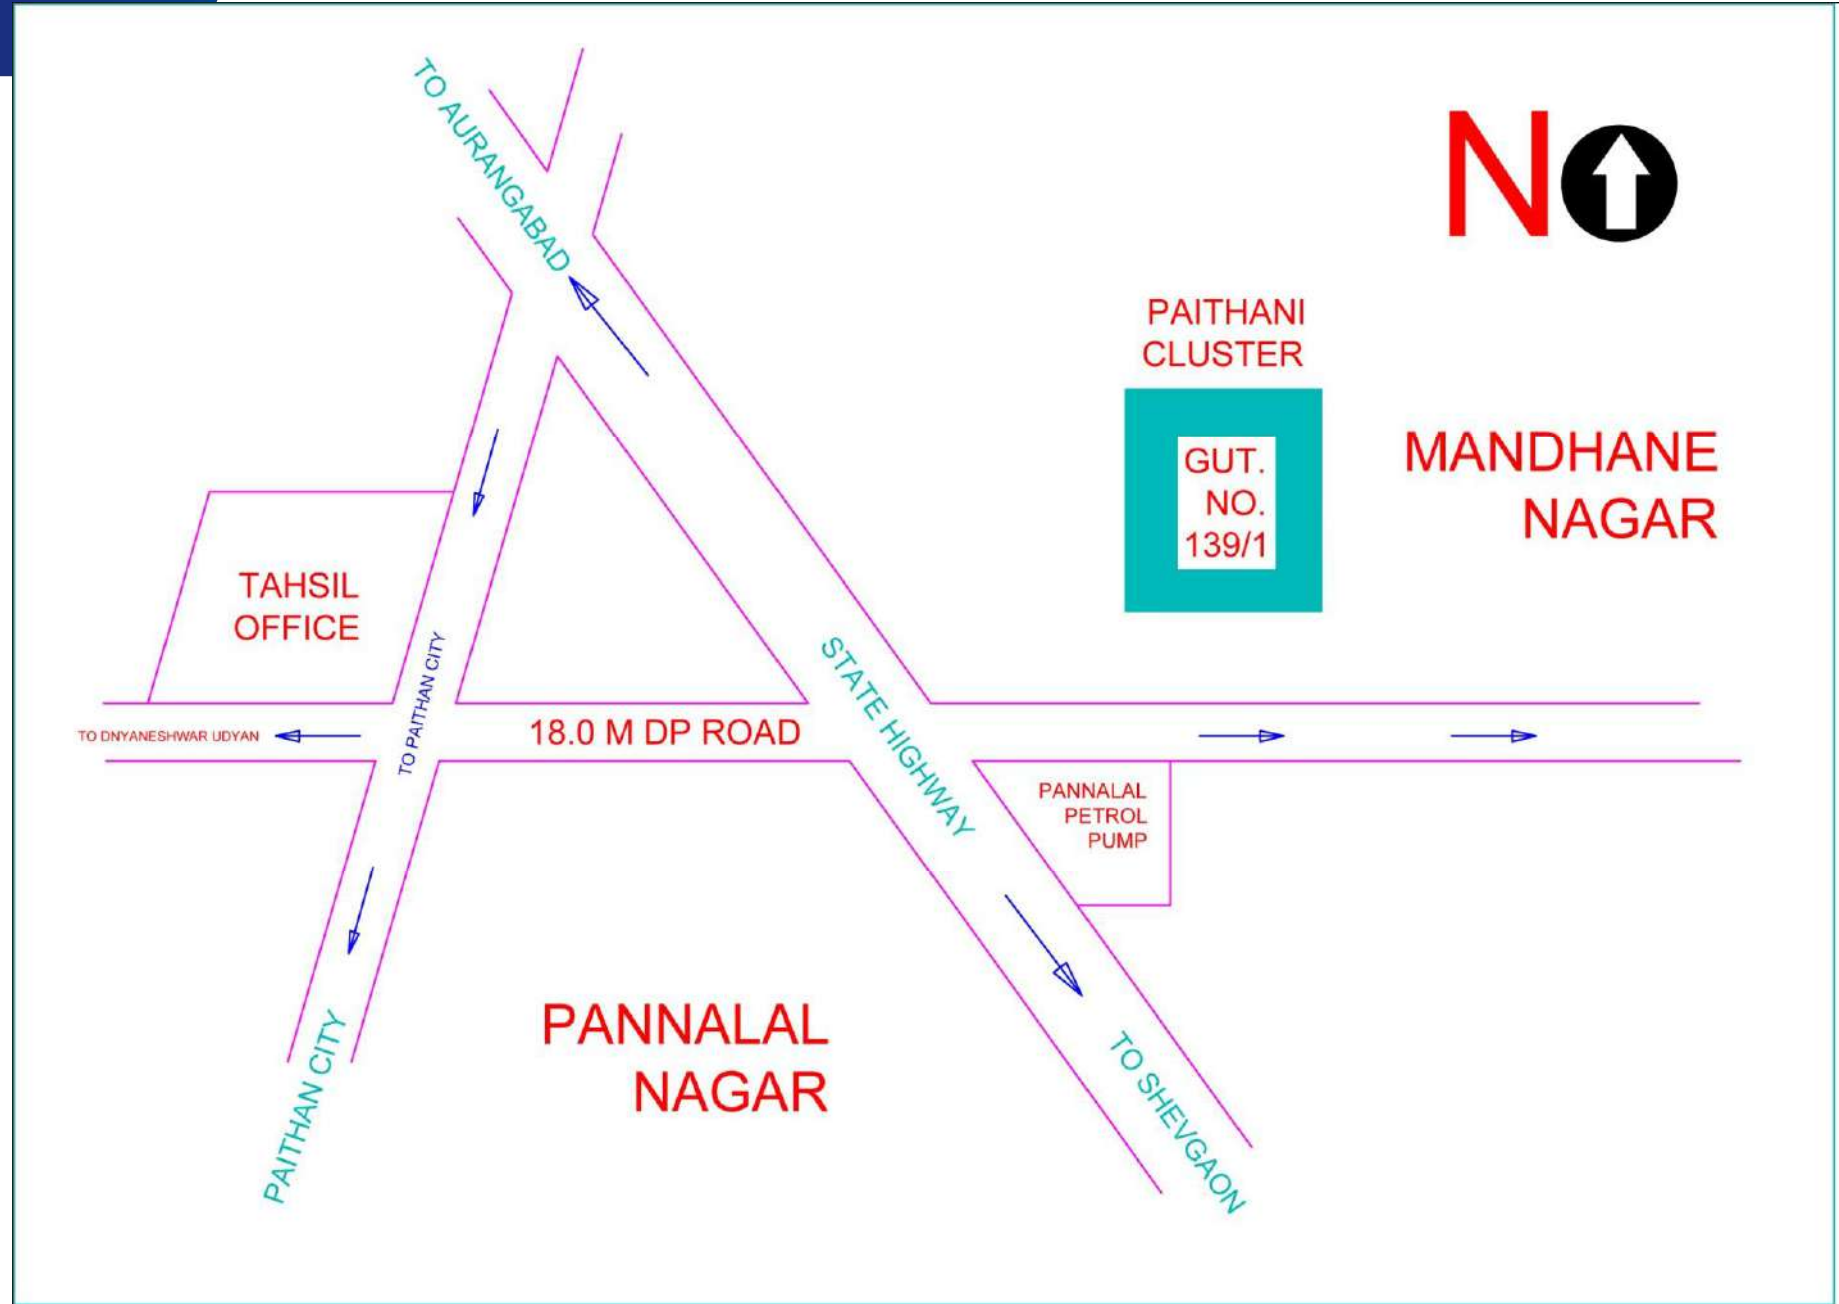 TO AURANGABAD
N
PAITHANI
CLUSTER
GUT.
NO.
139/1
MANDHANE
NAGAR
TAHSIL
OFFICE
TO PAITHAN CITY
STATE HIGHWAY
TO DNYANESHWAR UDYAN
18.0 M DP ROAD
PANNALAL
PETROL
PUMP
PANNALAL
NAGAR
PAITHAN CITY
TO SHEVGAON